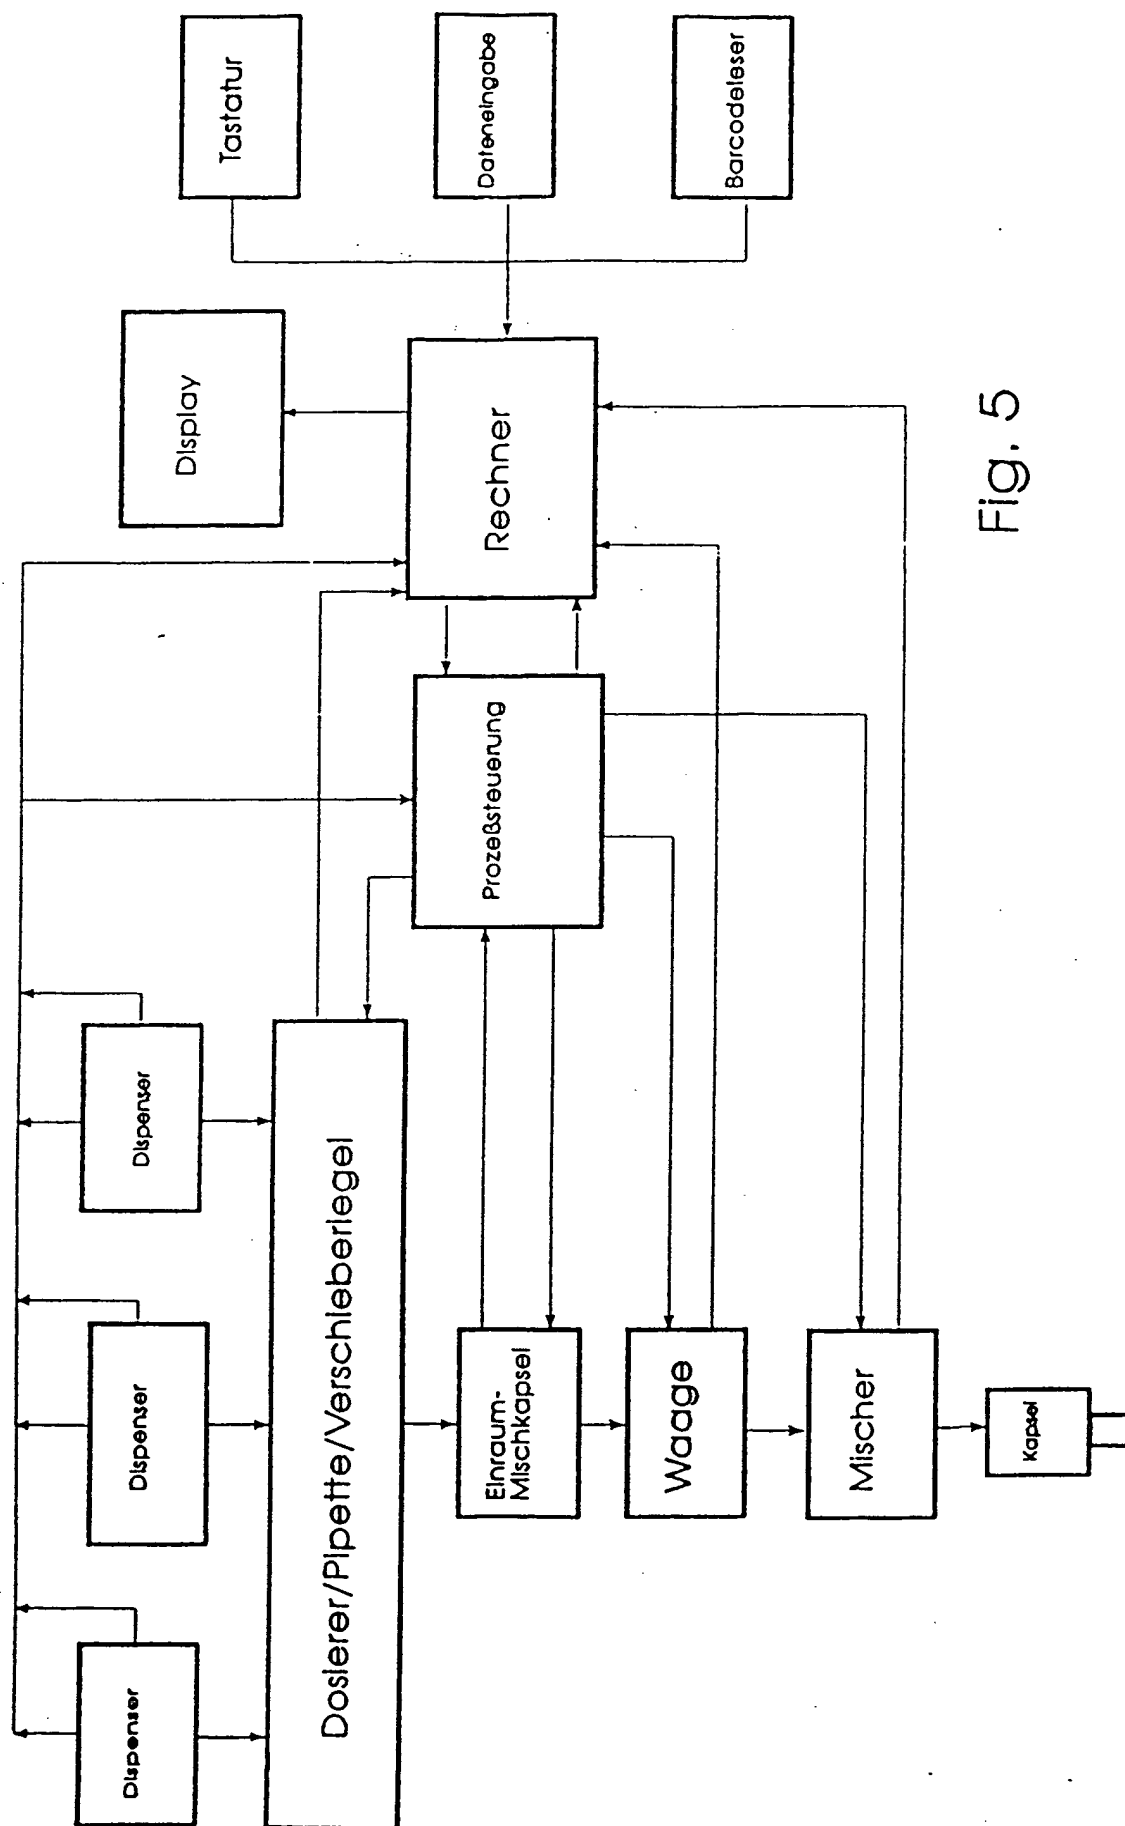 Dispenser
Dispenser
Dispenser
Display
Tastatur
Dosierer/Pipette/Verschieberiegel
Prozeßsteuerung
Rechner
Dateneingabe
Einraum-
Mischkapsel
Waage
Barcodeleser
Mischer
Kapsel
Fig. 5